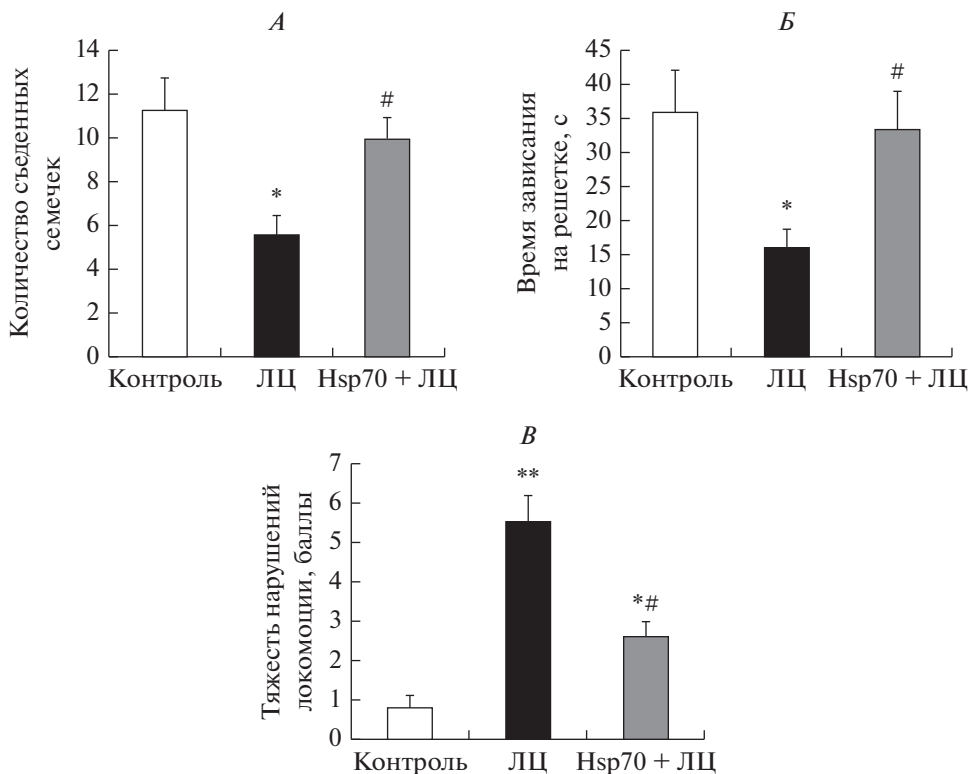 А
Количество съеденных
семечек
14
12
10
8
6
4
2
0
*
#
Контроль
ЛЦ
Hsp70 + ЛЦ
Б
Время зависания
на решетке, с
45
40
35
30
25
20
15
10
5
0
*
#
Контроль
ЛЦ
Hsp70 + ЛЦ
В
Тяжесть нарушений
локомоции, баллы
7
6
5
4
3
2
1
0
**
*#
Контроль
ЛЦ
Hsp70 + ЛЦ